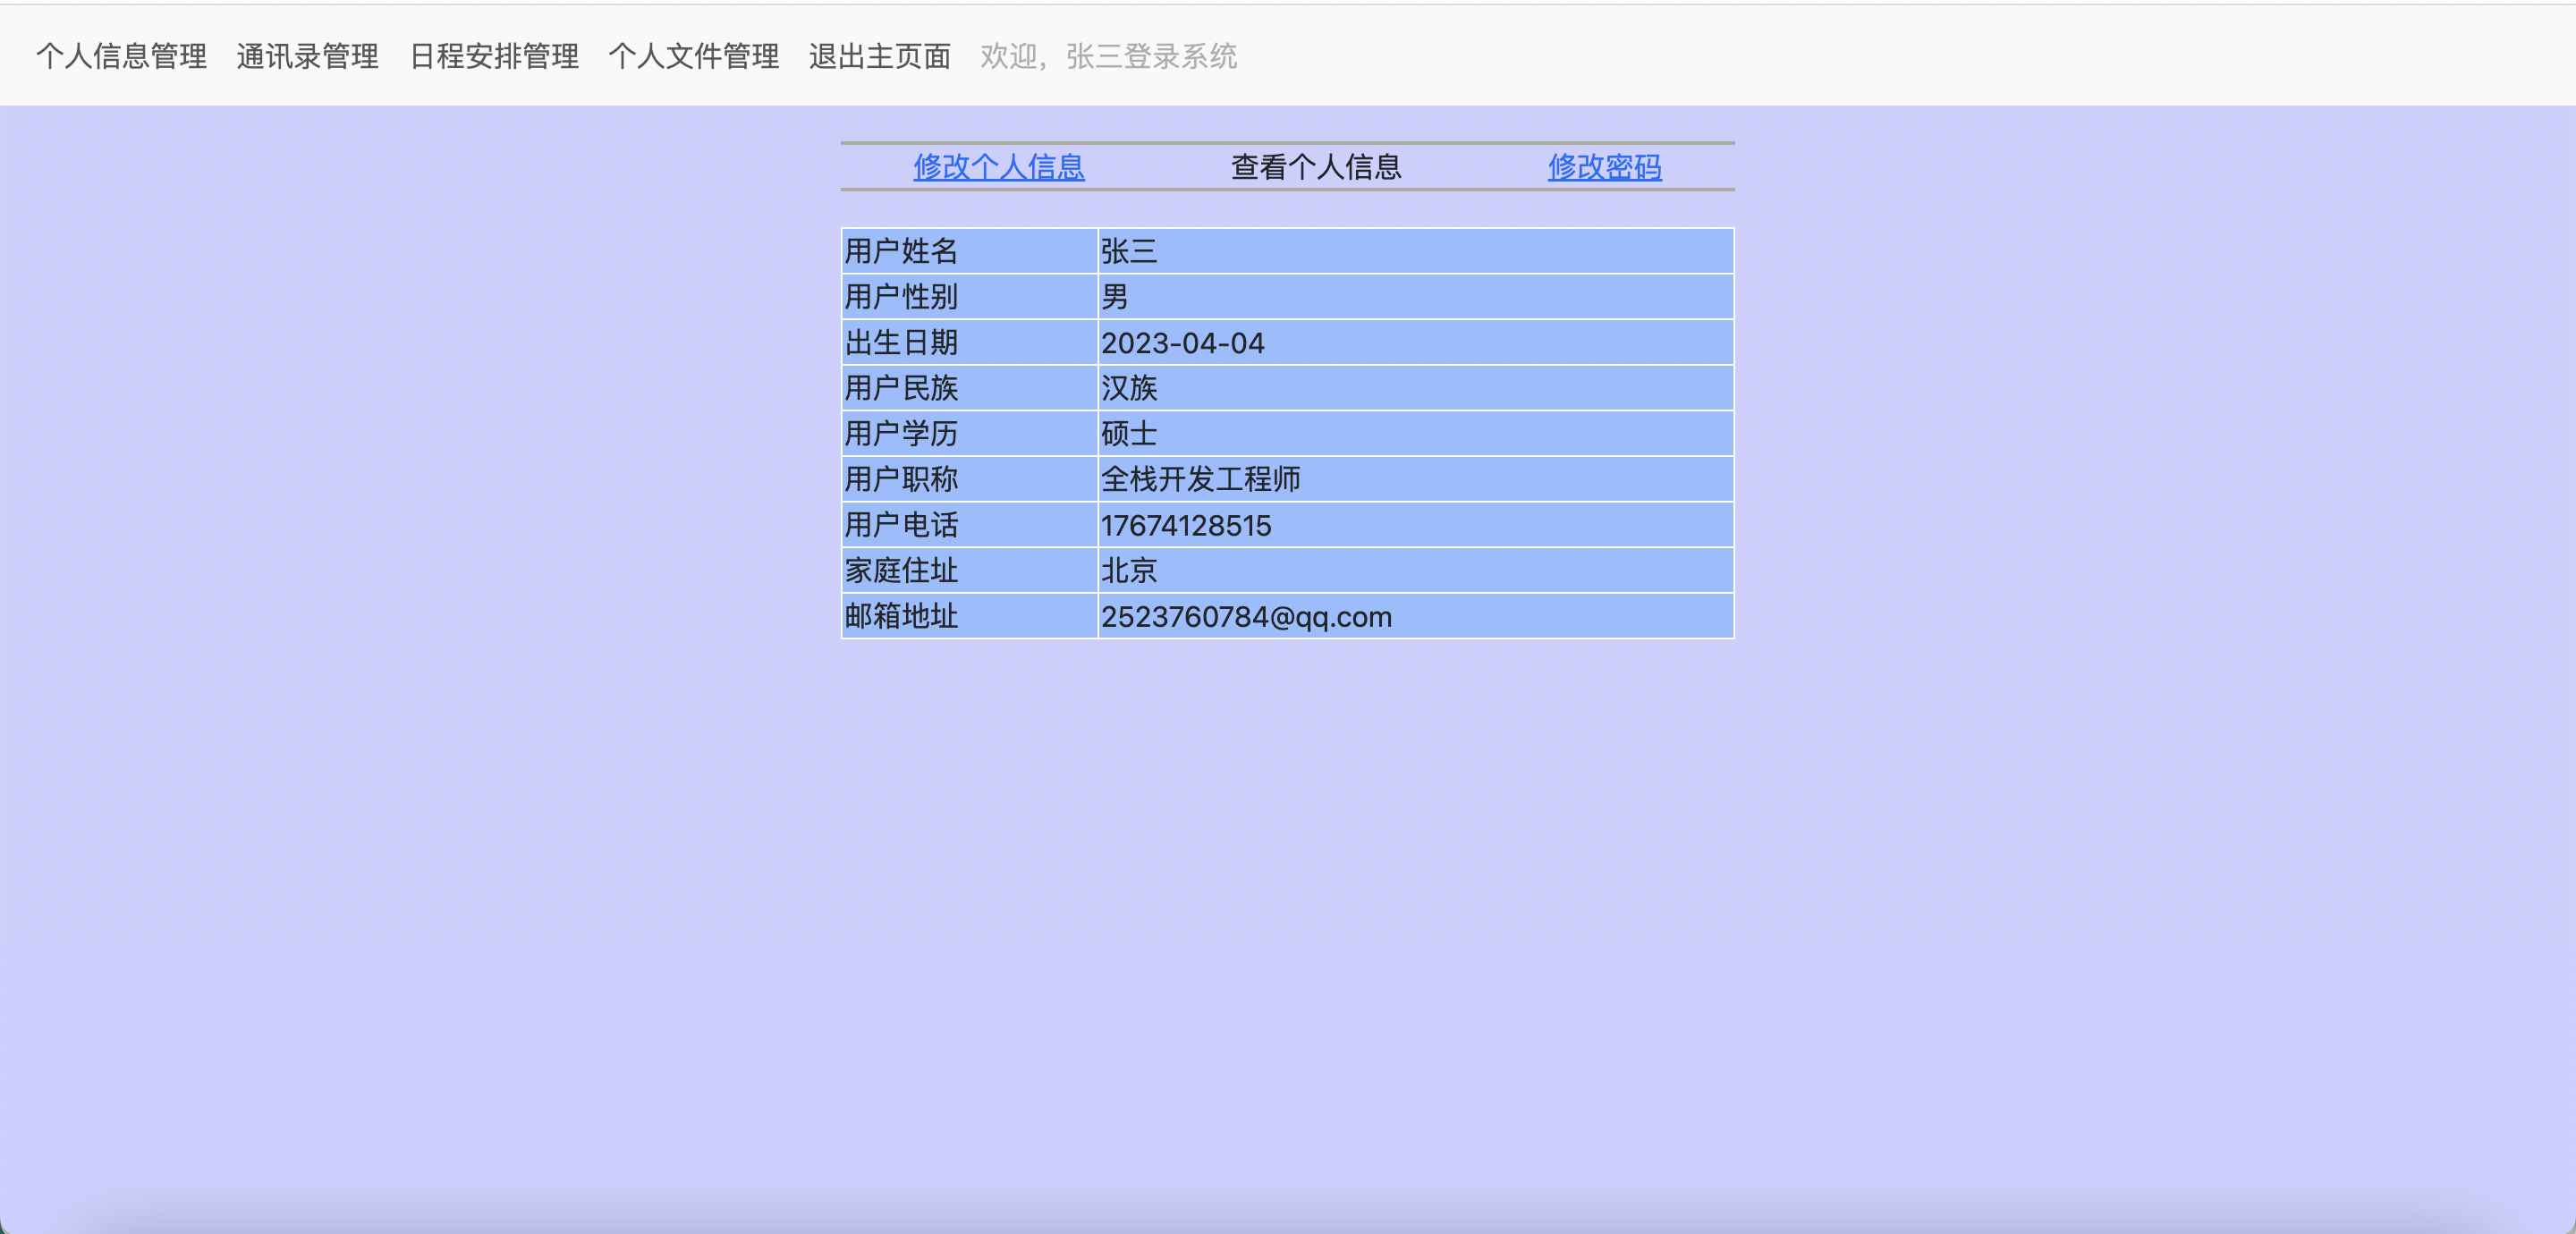 个人信息管理 通讯录管理 日程安排管理 个人文件管理 退出主页面 欢迎，张三登录系统
修改个人信息 查看个人信息 修改密码
用户姓名 张三
用户性别 男
出生日期 2023-04-04
用户民族 汉族
用户学历 硕士
用户职称 全栈开发工程师
用户电话 17674128515
家庭住址 北京
邮箱地址 2523760784@qq.com